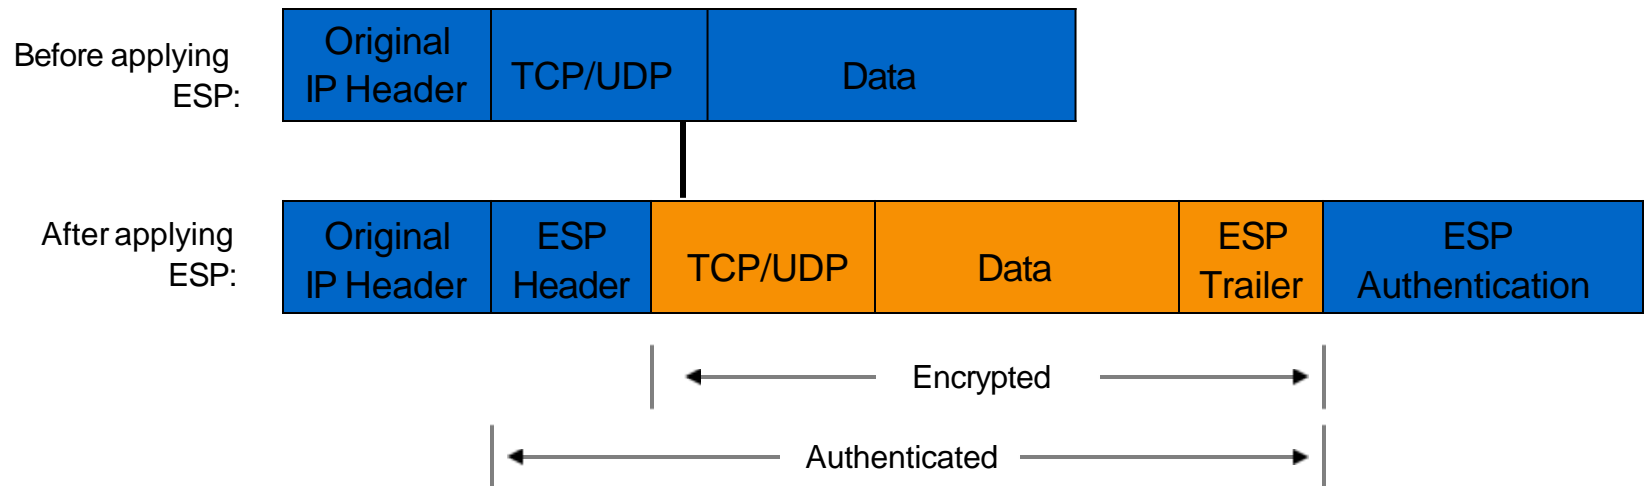 Before applying
ESP:
Original
IP Header
TCP/UDP
Data
After applying
ESP:
Original
IP Header
ESP
Header
TCP/UDP
Data
ESP
Trailer
ESP
Authentication
Encrypted
Authenticated